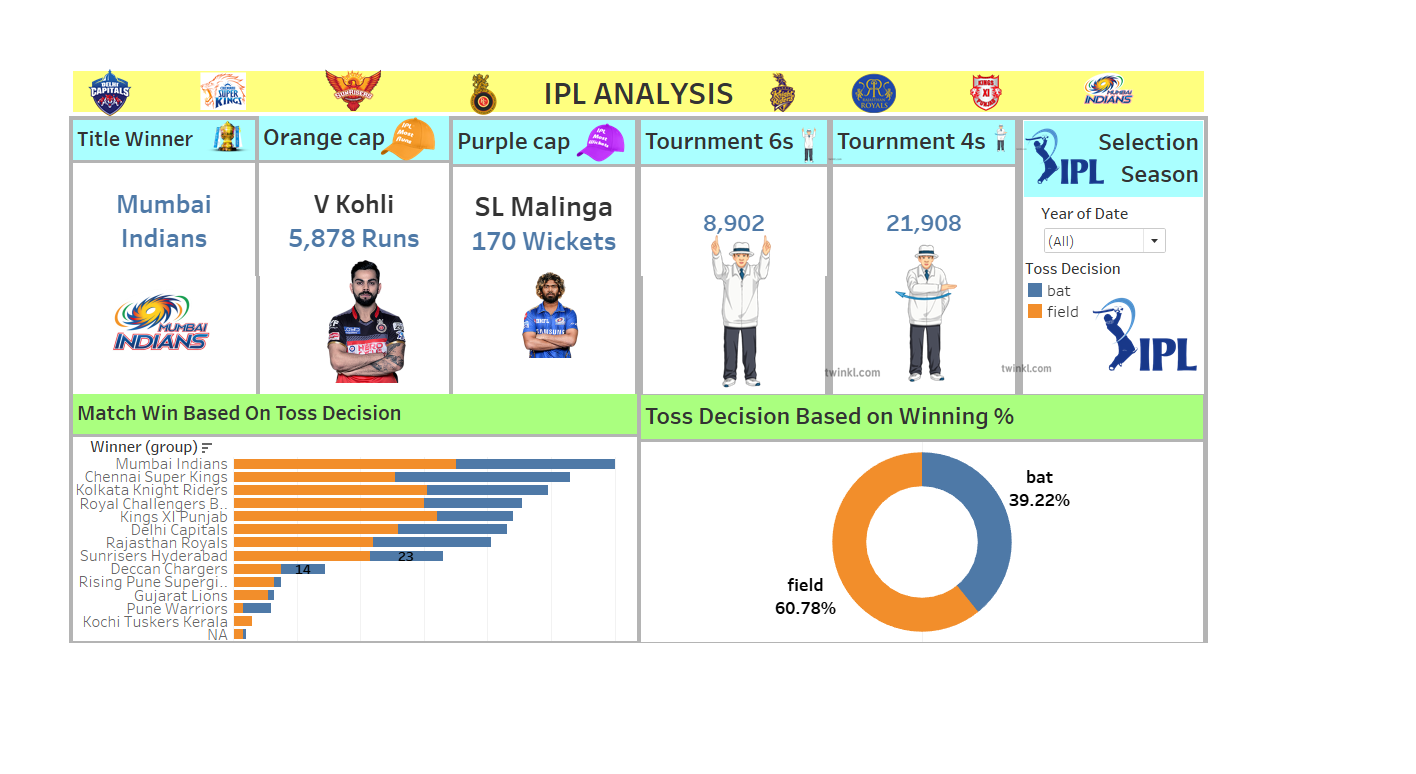 DELHI
CAPITALS
CHENNAI
SUPER
KINGS
SUNRISERS
IPL ANALYSIS
RAJASTHAN
ROYALS
KINGS
XI
PUNJAB
MUMBAI
INDIANS
Title Winner
Orange cap
IPL
Most
Runs
Purple cap
IPL
Most
Wickets
Tournment 6s
Tournment 4s
IPL
Selection
Season
Mumbai
Indians
MUMBAI
INDIANS
V Kohli
5,878 Runs
SL Malinga
170 Wickets
SAMSUNG
8,902
twinkl.com
21,908
twinkl.com
Year of Date
(All)
Toss Decision
bat
field
IPL
Match Win Based On Toss Decision
Winner (group)
Mumbai Indians
Chennai Super Kings
Kolkata Knight Riders
Royal Challengers B..
Kings XI Punjab
Delhi Capitals
Rajasthan Royals
Sunrisers Hyderabad
23
Deccan Chargers
14
Rising Pune Supergi..
Gujarat Lions
Pune Warriors
Kochi Tuskers Kerala
NA
Toss Decision Based on Winning %
bat
39.22%
field
60.78%